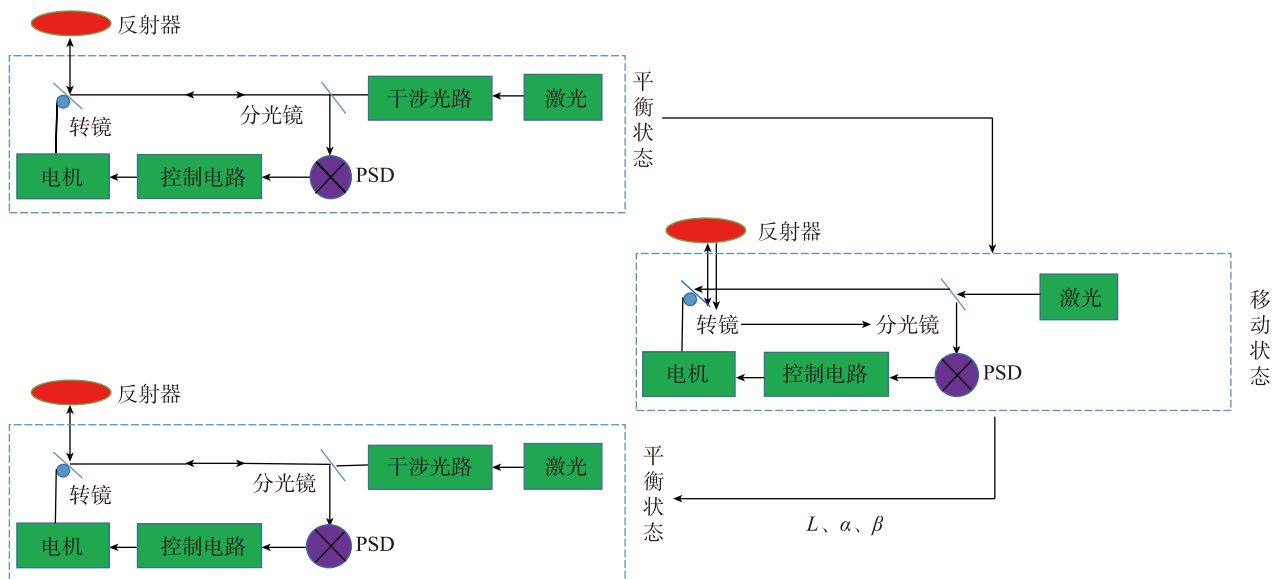 反射器
转镜
分光镜
干涉光路
激光
电机
控制电路
PSD
平衡状态
反射器
转镜
分光镜
激光
电机
控制电路
PSD
移动状态
反射器
转镜
分光镜
干涉光路
激光
电机
控制电路
PSD
平衡状态
L、α、β